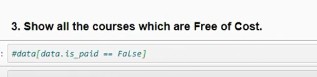 3. Show all the courses which are Free of Cost.
: #data[data.is_paid == False]